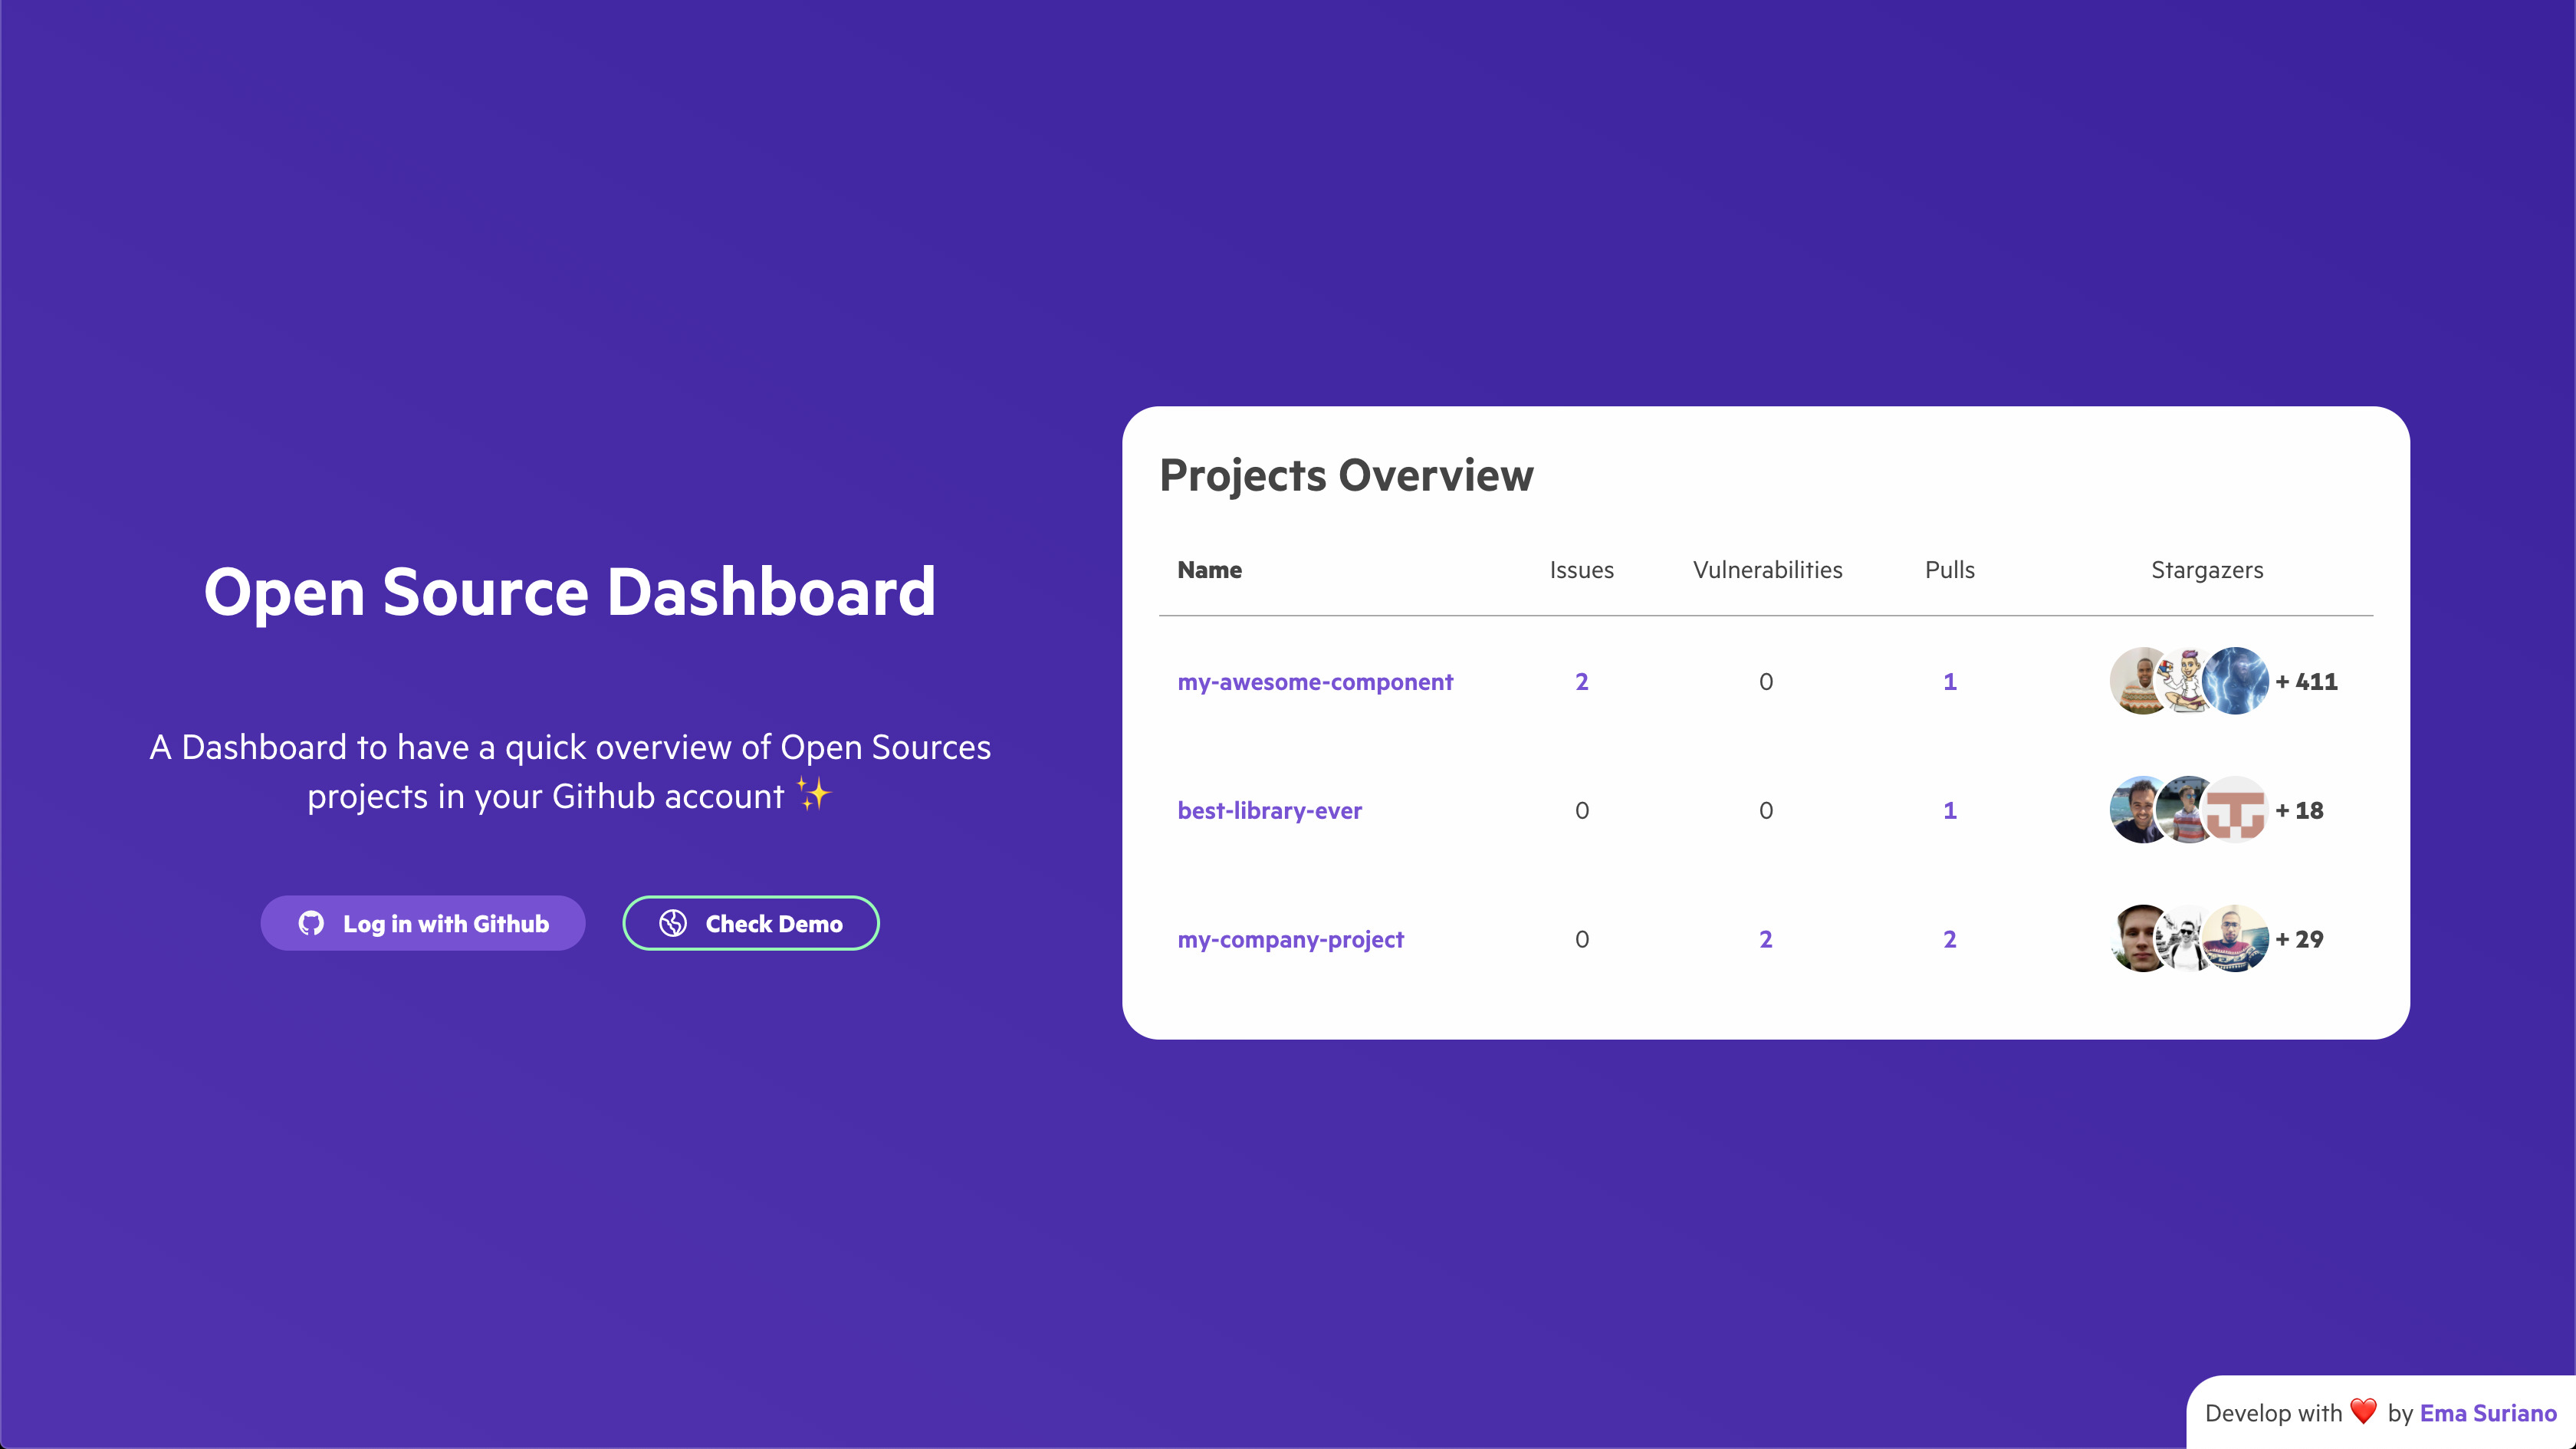 Open Source Dashboard
A Dashboard to have a quick overview of Open Sources
projects in your Github account ✨
Log in with Github
Check Demo
Projects Overview
Name Issues Vulnerabilities Pulls Stargazers
my-awesome-component 2 0 1 + 411
best-library-ever 0 0 1 + 18
my-company-project 0 2 2 + 29
Develop with ❤️ by Ema Suriano